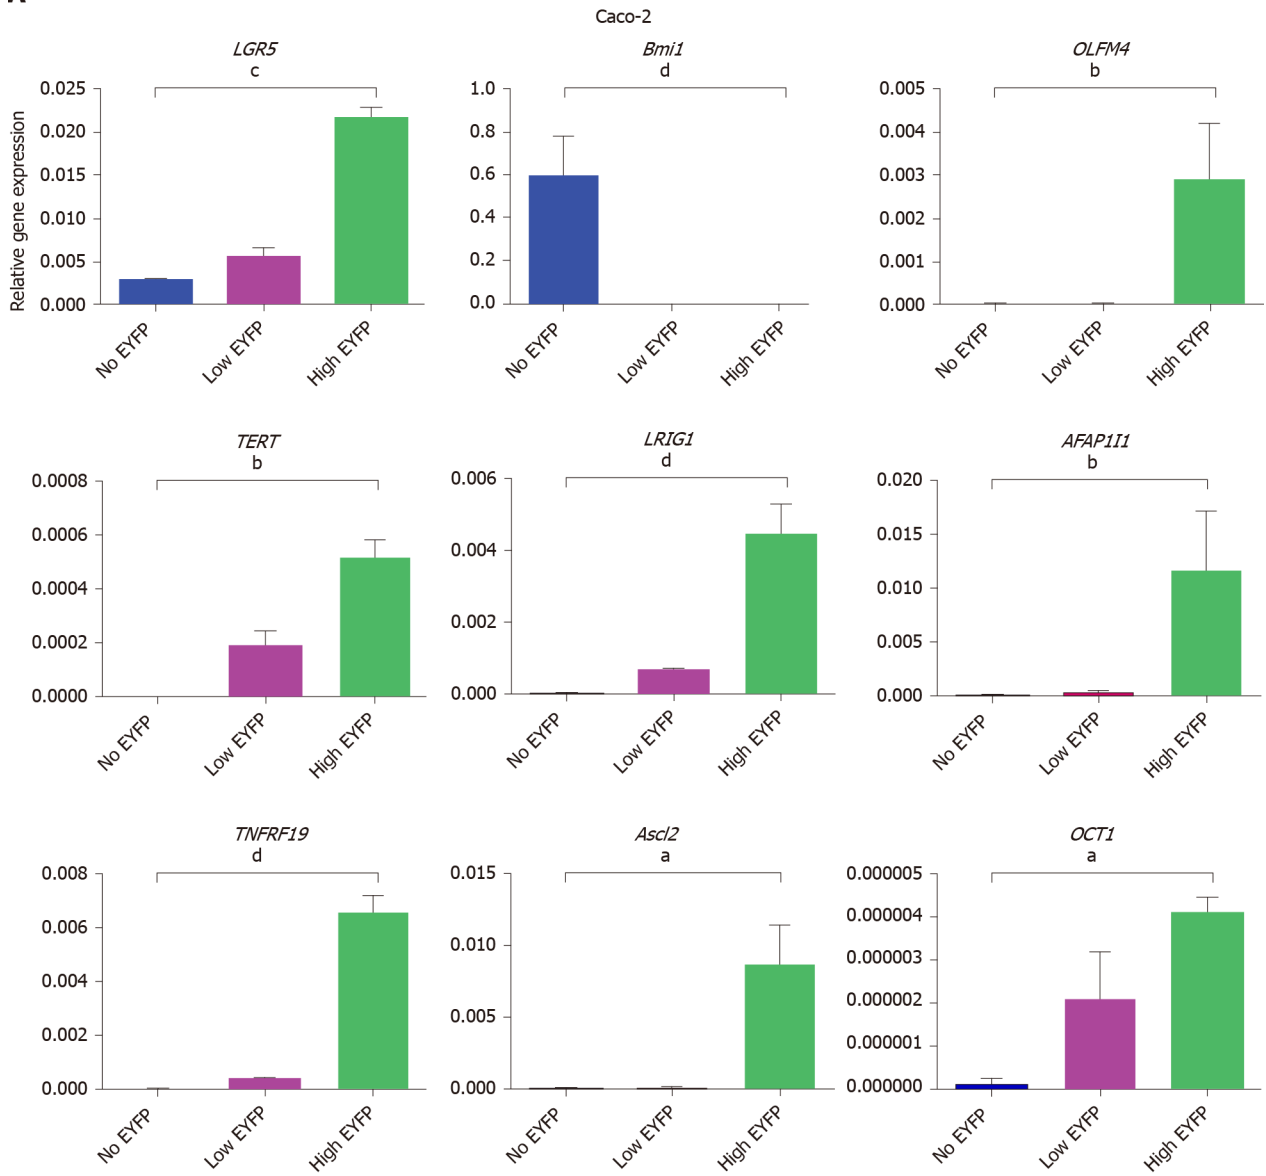 Caco-2
LGR5
c
Relative gene expression
0.025
0.020
0.015
0.010
0.005
0.000
No EYFP
Low EYFP
High EYFP
Bmi1
d
1.0
0.8
0.6
0.4
0.2
0.0
No EYFP
Low EYFP
High EYFP
OLFM4
b
0.005
0.004
0.003
0.002
0.001
0.000
No EYFP
Low EYFP
High EYFP
TERT
b
0.0008
0.0006
0.0004
0.0002
0.0000
No EYFP
Low EYFP
High EYFP
LRIG1
d
0.006
0.004
0.002
0.000
No EYFP
Low EYFP
High EYFP
AFAP1I1
b
0.020
0.015
0.010
0.005
0.000
No EYFP
Low EYFP
High EYFP
TNFRF19
d
0.008
0.006
0.004
0.002
0.000
No EYFP
Low EYFP
High EYFP
Ascl2
a
0.015
0.010
0.005
0.000
No EYFP
Low EYFP
High EYFP
OCT1
a
0.000005
0.000004
0.000003
0.000002
0.000001
0.000000
No EYFP
Low EYFP
High EYFP